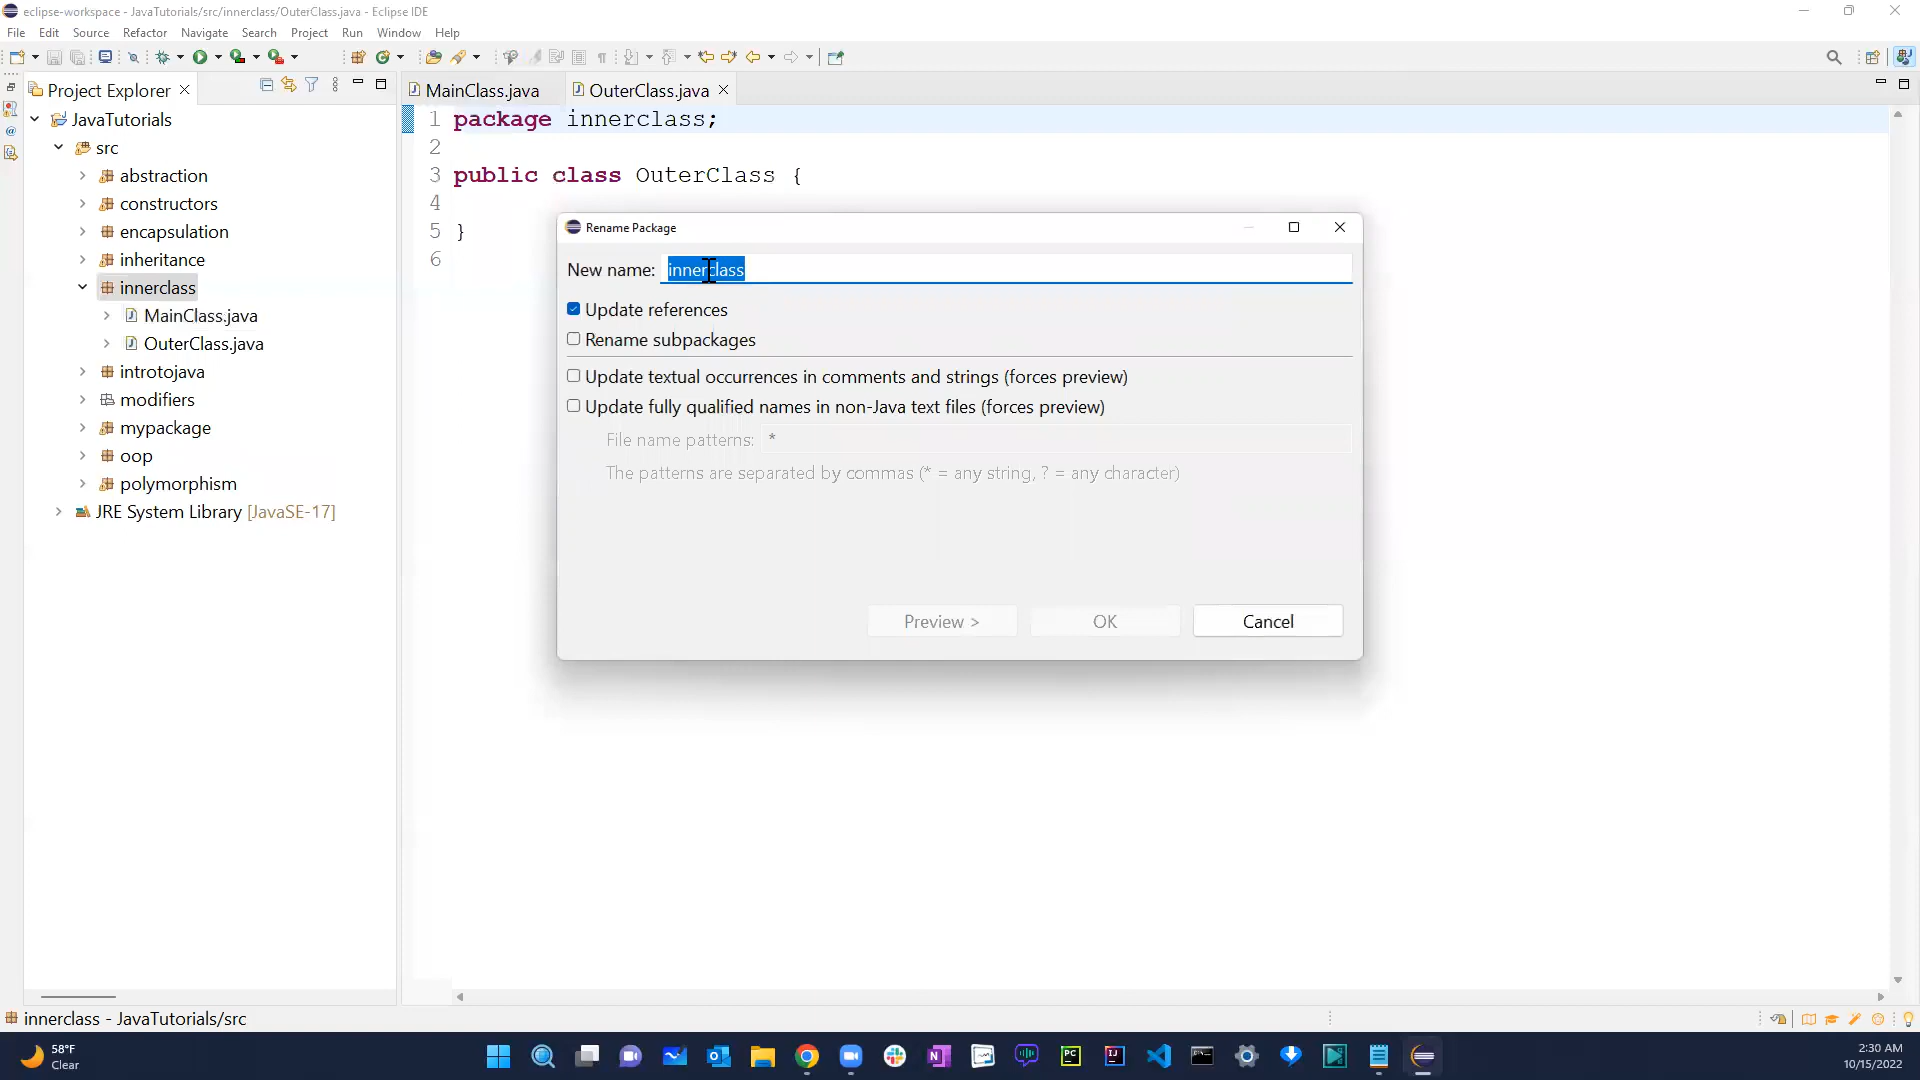 eclipse-workspace - JavaTutorials/src/innerclass/OuterClass.java - Eclipse IDE
File Edit Source Refactor Navigate Search Project Run Window Help
Project Explorer
MainClass.java
OuterClass.java
JavaTutorials
src
abstraction
constructors
encapsulation
inheritance
innerclass
MainClass.java
OuterClass.java
introtojava
modifiers
mypackage
oop
polymorphism
JRE System Library [JavaSE-17]
1 package innerclass;
2
3 public class OuterClass {
4
5 }
6
Rename Package
New name: innerclass
Update references
Rename subpackages
Update textual occurrences in comments and strings (forces preview)
Update fully qualified names in non-Java text files (forces preview)
File name patterns: *
The patterns are separated by commas (* = any string, ? = any character)
Preview > OK Cancel
innerclass - JavaTutorials/src
58°F
Clear
2:30 AM
10/15/2022